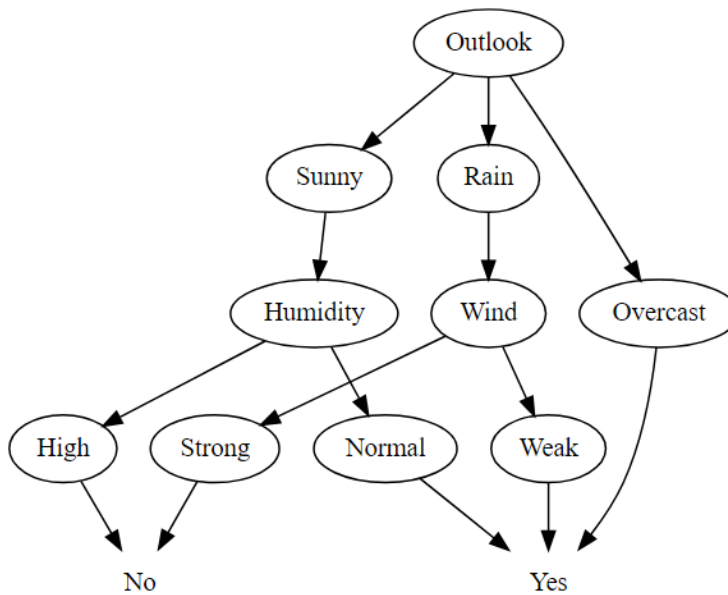 Outlook
Sunny
Rain
Humidity
Wind
Overcast
High
Strong
Normal
Weak
No
Yes